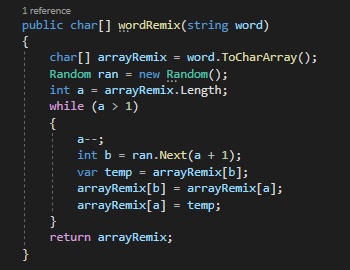 1 reference
public char[] wordRemix(string word)
{
char[] arrayRemix = word.ToCharArray();
Random ran = new Random();
int a = arrayRemix.Length;
while (a > 1)
{
a--;
int b = ran.Next(a + 1);
var temp = arrayRemix[b];
arrayRemix[b] = arrayRemix[a];
arrayRemix[a] = temp;
}
return arrayRemix;
}